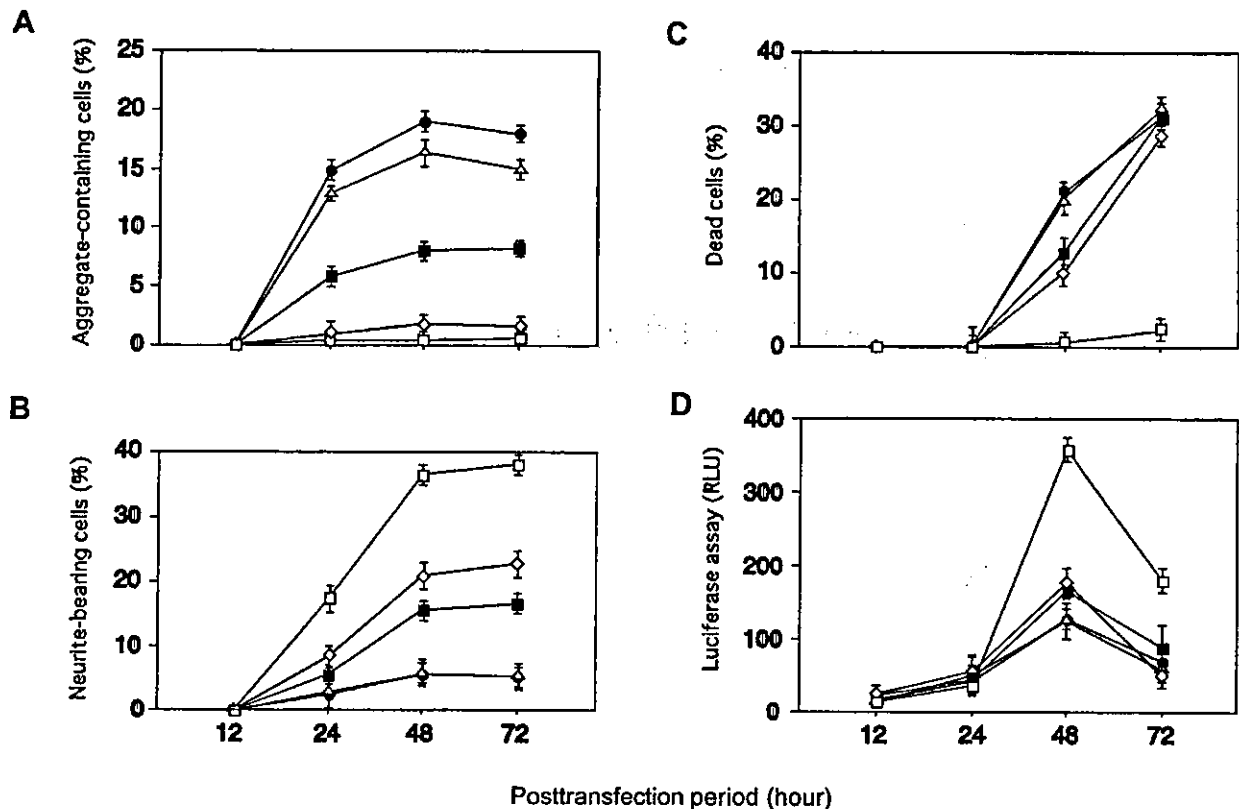 A
Aggregate-containing cells (%)
25
20
15
10
5
0
B
Neurite-bearing cells (%)
40
30
20
10
0
12 24 48 72
C
Dead cells (%)
40
30
20
10
0
D
Luciferase assay (RLU)
400
300
200
100
0
12 24 48 72
Posttransfection period (hour)